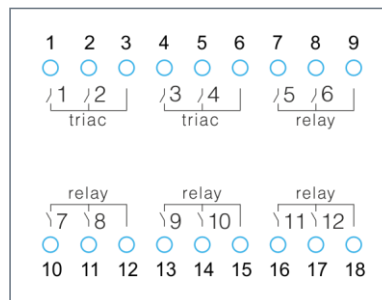 1 2 3 4 5 6 7 8 9
1 2 3 4 5 6
triac triac relay
relay relay relay
7 8 9 10 11 12
10 11 12 13 14 15 16 17 18